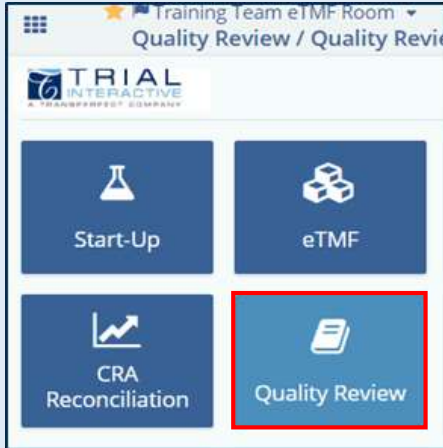 Training Team eTMF Room
Quality Review / Quality Revi
TRIAL
INTERACTIVE
A TRANSPERFECT COMPANY
Start-Up
eTMF
CRA
Reconciliation
Quality Review